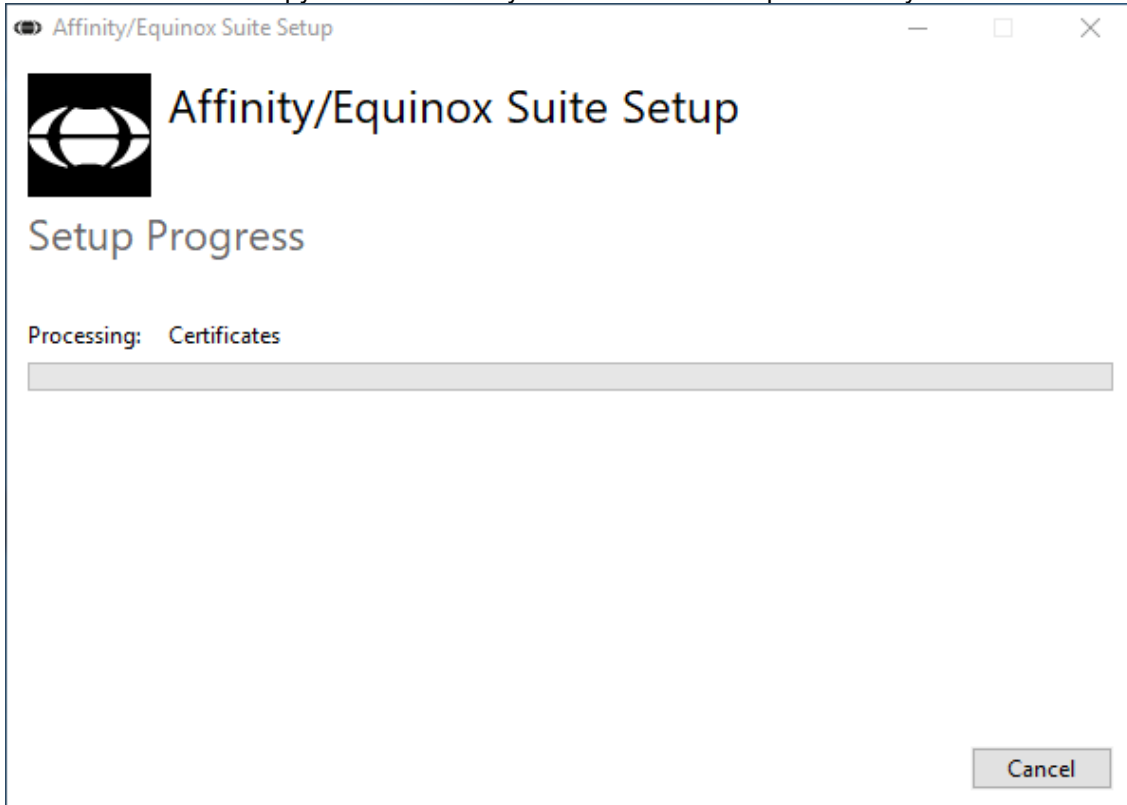 Affinity/Equinox Suite Setup
Affinity/Equinox Suite Setup
Setup Progress
Processing: Certificates
Cancel